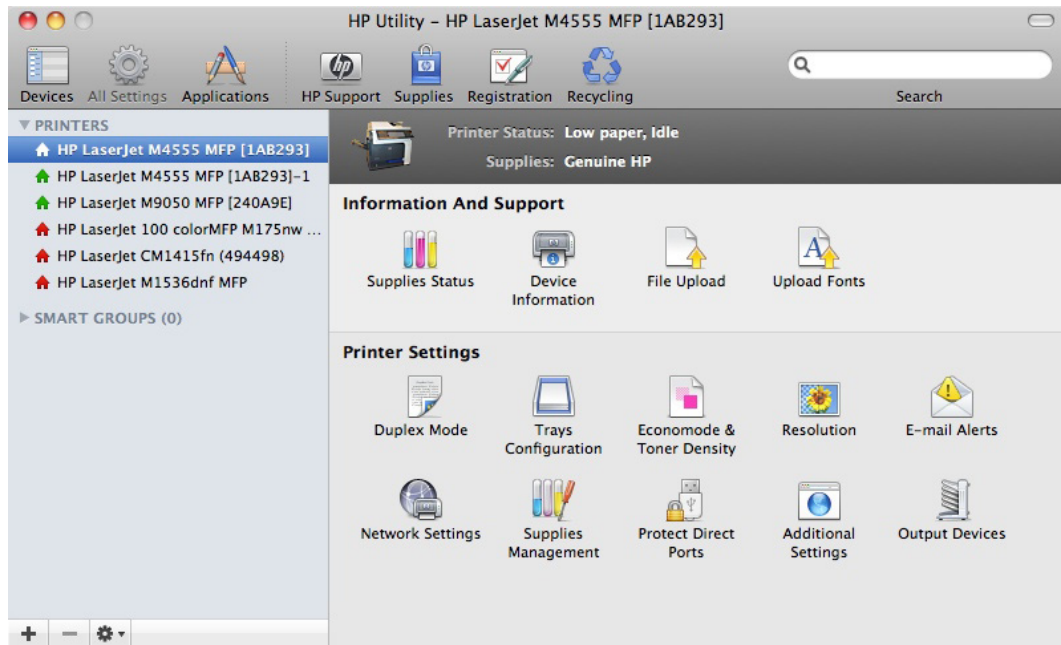 HP Utility – HP LaserJet M4555 MFP [1AB293]
Devices All Settings Applications HP Support Supplies Registration Recycling Search
PRINTERS
HP LaserJet M4555 MFP [1AB293]
HP LaserJet M4555 MFP [1AB293]-1
HP LaserJet M9050 MFP [240A9E]
HP LaserJet 100 colorMFP M175nw ...
HP LaserJet CM1415fn (494498)
HP LaserJet M1536dnf MFP
SMART GROUPS (0)
Printer Status: Low paper, Idle
Supplies: Genuine HP
Information And Support
Supplies Status Device File Upload Upload Fonts
Information
Printer Settings
Duplex Mode Trays Economode & Resolution E-mail Alerts
Configuration Toner Density
Network Settings Supplies Protect Direct Additional Output Devices
Management Ports Settings